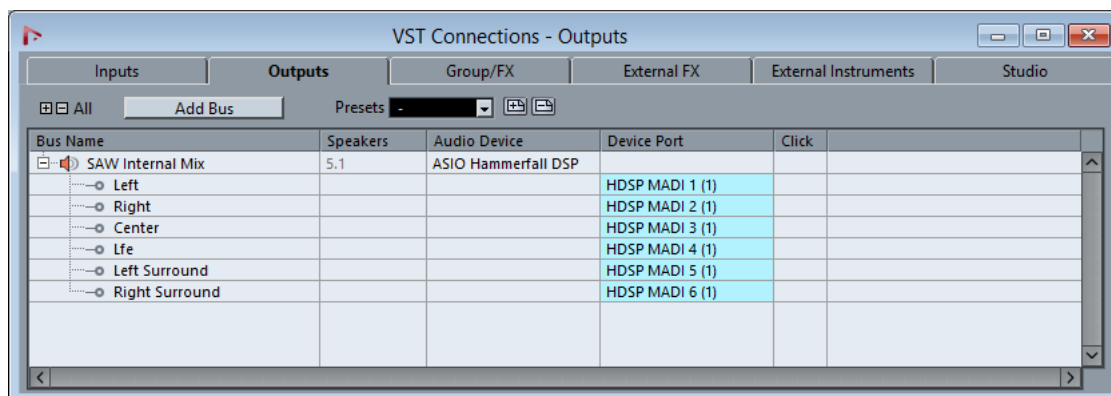 VST Connections - Outputs
Inputs Outputs Group/FX External FX External Instruments Studio
All Add Bus Presets -
Bus Name Speakers Audio Device Device Port Click
SAW Internal Mix 5.1 ASIO Hammerfall DSP
Left HDSP MADI 1 (1)
Right HDSP MADI 2 (1)
Center HDSP MADI 3 (1)
Lfe HDSP MADI 4 (1)
Left Surround HDSP MADI 5 (1)
Right Surround HDSP MADI 6 (1)